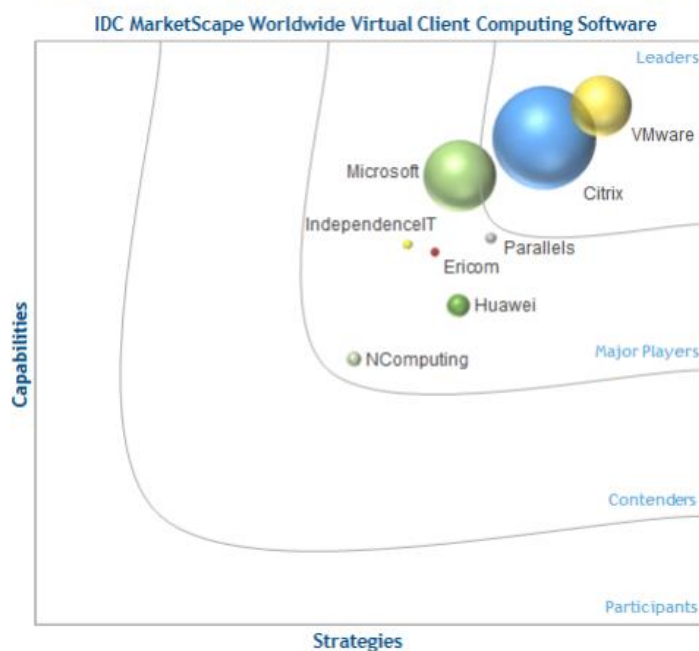 IDC MarketScape Worldwide Virtual Client Computing Software
Leaders
VMware
Microsoft
Citrix
IndependenceIT
Parallels
Ericom
Huawei
Major Players
NComputing
Capabilities
Contenders
Participants
Strategies